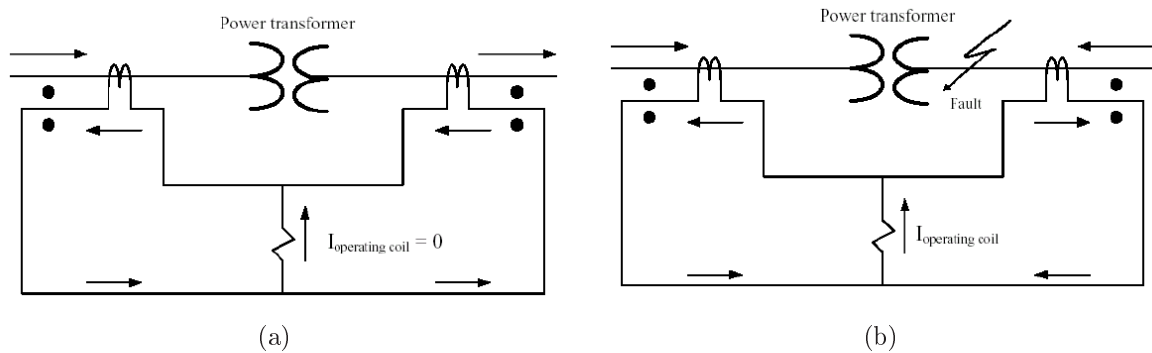 Power transformer
I operating coil = 0
(a)
Power transformer
Fault
I operating coil
(b)